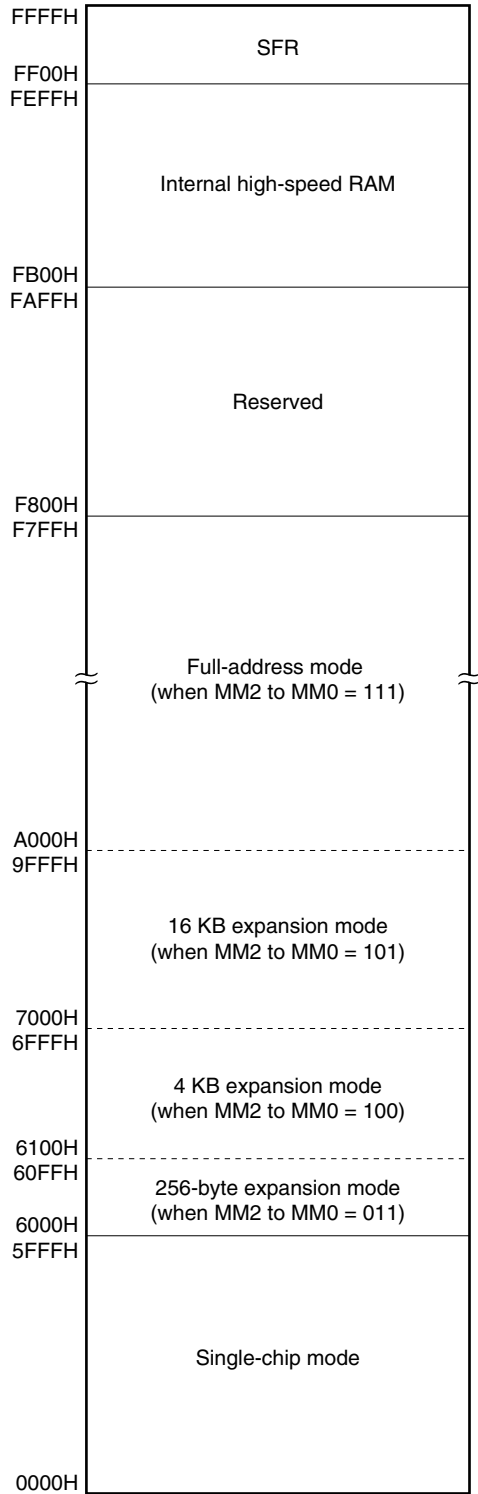 FFFFH
SFR
FF00H
FEFFH
Internal high-speed RAM
FB00H
FAFFH
Reserved
F800H
F7FFH
Full-address mode
(when MM2 to MM0 = 111)
A000H
9FFFH
16 KB expansion mode
(when MM2 to MM0 = 101)
7000H
6FFFH
4 KB expansion mode
(when MM2 to MM0 = 100)
6100H
60FFH
256-byte expansion mode
(when MM2 to MM0 = 011)
6000H
5FFFH
Single-chip mode
0000H